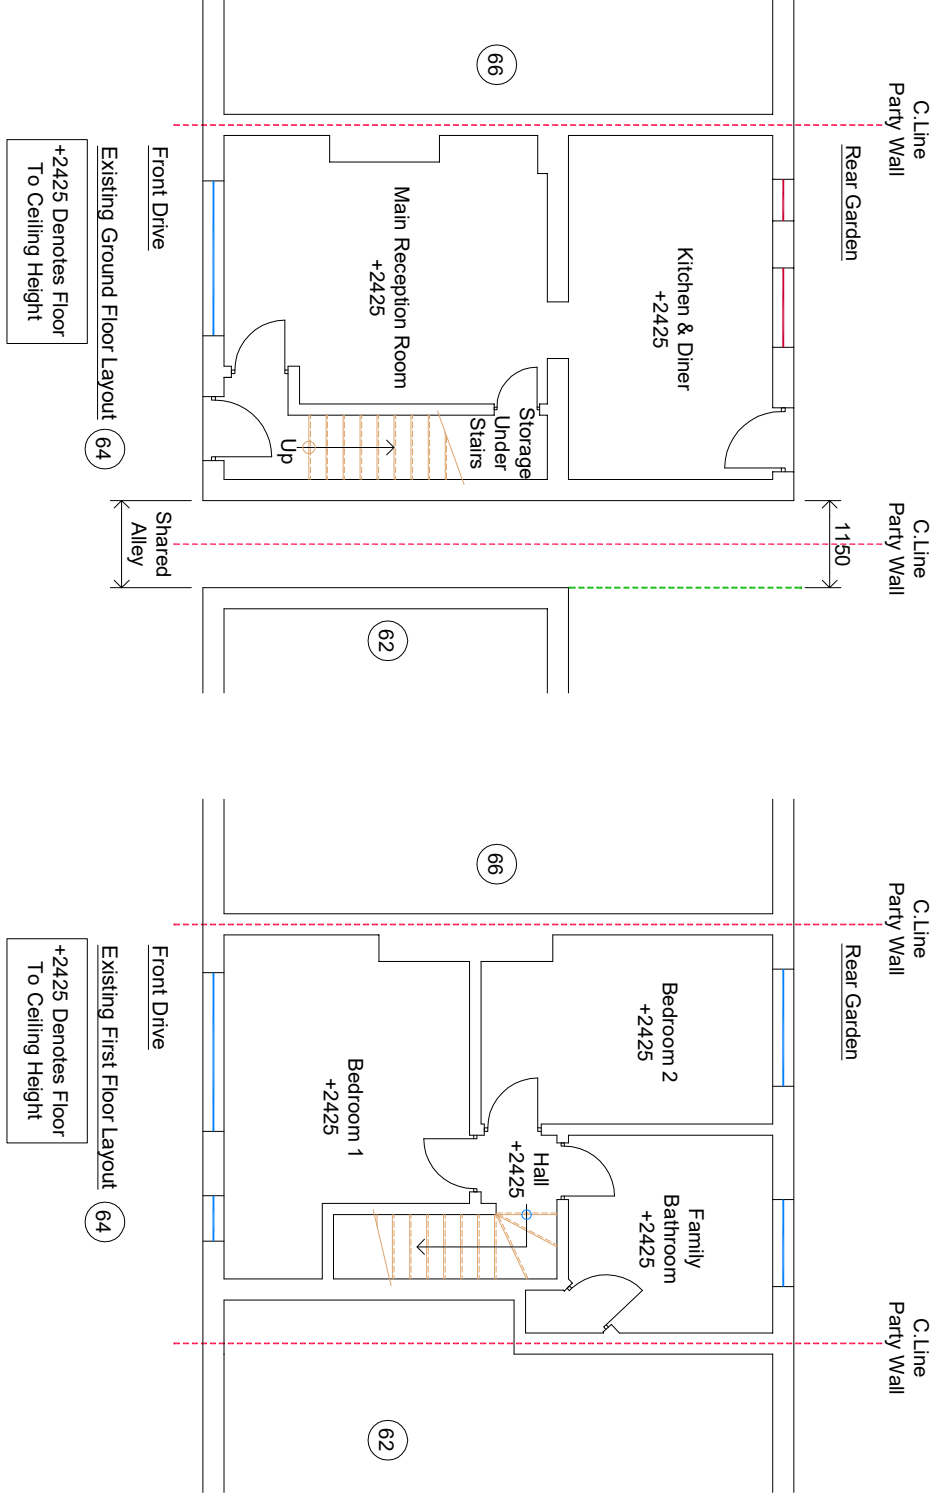 C.Line
Party Wall
Rear Garden
C.Line
Party Wall
1150
66
Kitchen & Diner
+2425
Main Reception Room
+2425
Storage
Under
Stairs
Up
62
Front Drive
Shared
Alley
Existing Ground Floor Layout
64
+2425 Denotes Floor
To Ceiling Height
C.Line
Party Wall
Rear Garden
C.Line
Party Wall
66
Bedroom 2
+2425
Family
Bathroom
+2425
Hall
+2425
Bedroom 1
+2425
62
Front Drive
Existing First Floor Layout
64
+2425 Denotes Floor
To Ceiling Height